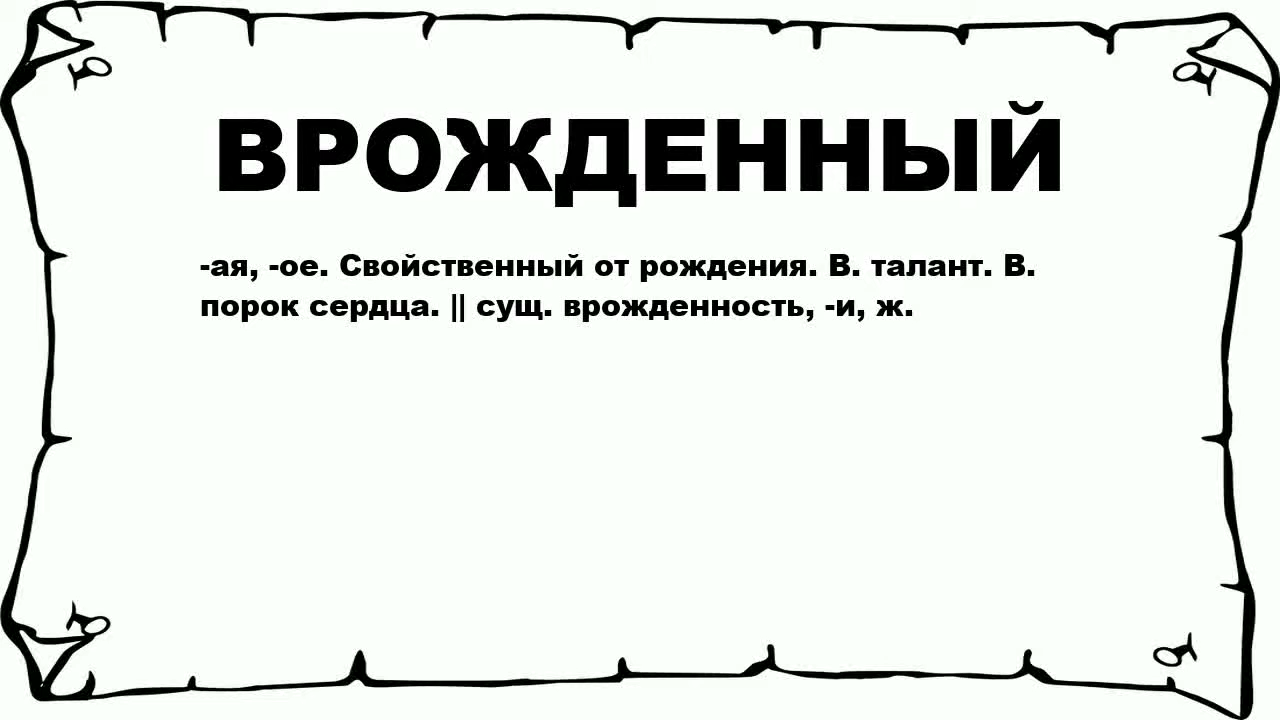 ВРОЖДЕННЫЙ
-ая, -ое. Свойственный от рождения. В. талант. В.
порок сердца. || сущ. врожденность, -и, ж.